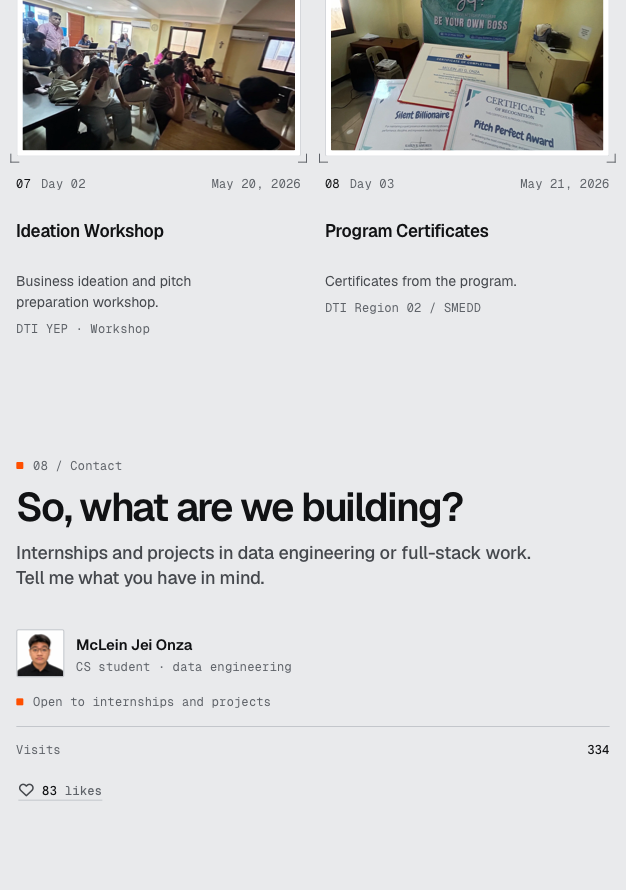 BE YOUR OWN BOSS
CERTIFICATE OF COMPLETION
Silent Billionaire
CERTIFICATE
OF RECOGNITION
Pitch Perfect Award
07 Day 02 May 20, 2026
08 Day 03 May 21, 2026
Ideation Workshop
Program Certificates
Business ideation and pitch
preparation workshop.
DTI YEP · Workshop
Certificates from the program.
DTI Region 02 / SMEDD
08 / Contact
So, what are we building?
Internships and projects in data engineering or full-stack work.
Tell me what you have in mind.
McLein Jei Onza
CS student · data engineering
Open to internships and projects
Visits 334
83 likes